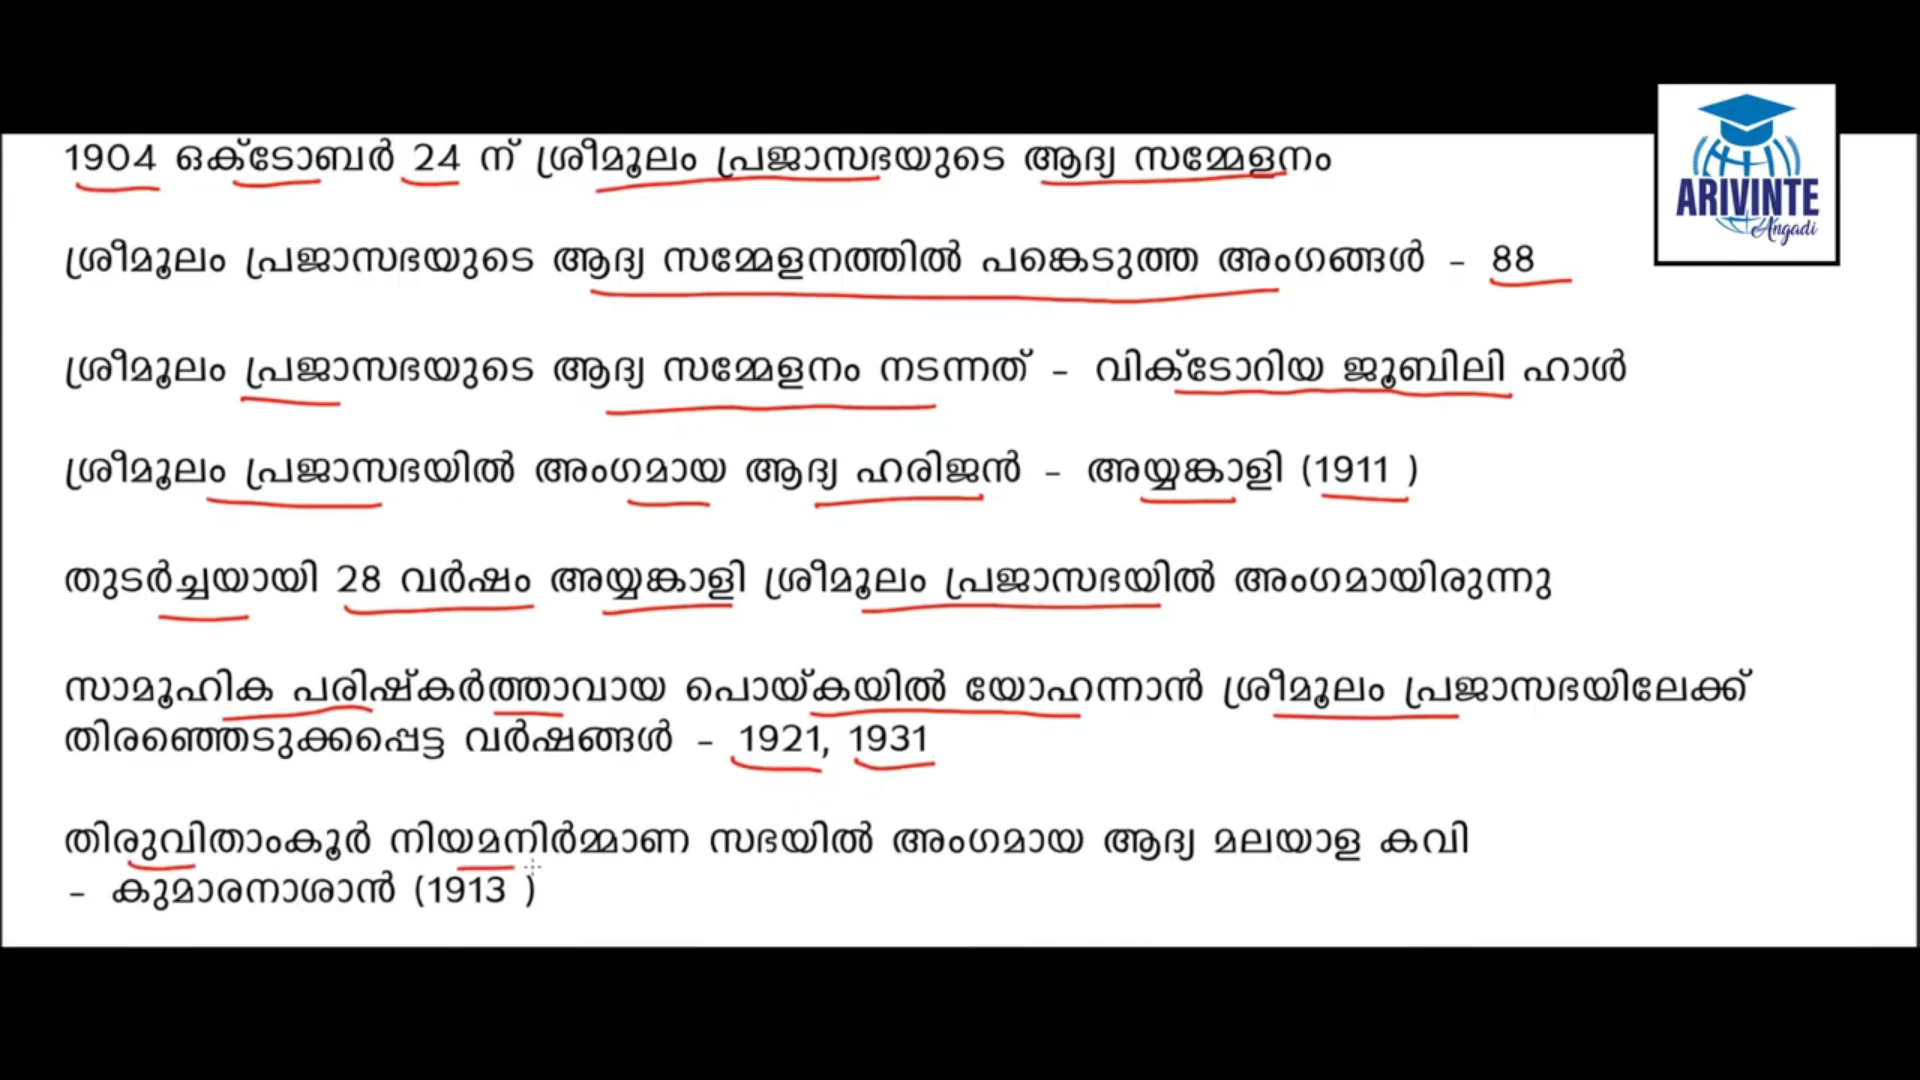 1904 ഒക്ടോബർ 24 ന് ശ്രീമൂലം പ്രജാസഭയുടെ ആദ്യ സമ്മേളനം
ശ്രീമൂലം പ്രജാസഭയുടെ ആദ്യ സമ്മേളനത്തിൽ പങ്കെടുത്ത അംഗങ്ങൾ - 88
ശ്രീമൂലം പ്രജാസഭയുടെ ആദ്യ സമ്മേളനം നടന്നത് - വിക്ടോറിയ ജൂബിലി ഹാൾ
ശ്രീമൂലം പ്രജാസഭയിൽ അംഗമായ ആദ്യ ഹരിജൻ - അയ്യങ്കാളി (1911 )
തുടർച്ചയായി 28 വർഷം അയ്യങ്കാളി ശ്രീമൂലം പ്രജാസഭയിൽ അംഗമായിരുന്നു
സാമൂഹിക പരിഷ്കർത്താവായ പൊയ്കയിൽ യോഹന്നാൻ ശ്രീമൂലം പ്രജാസഭയിലേക്ക്
തിരഞ്ഞെടുക്കപ്പെട്ട വർഷങ്ങൾ - 1921, 1931
തിരുവിതാംകൂർ നിയമനിർമ്മാണ സഭയിൽ അംഗമായ ആദ്യ മലയാള കവി
- കുമാരനാശാൻ (1913 )
ARIVINTE
Angadi